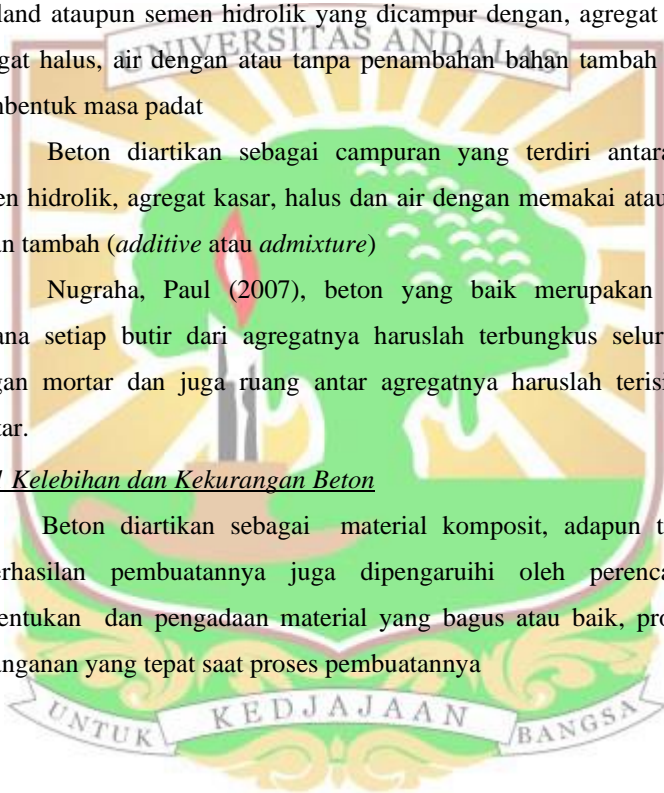 land ataupun semen hidrolik yang dicampur dengan, agregat
UNIVERSITAS ANDALAS
gat halus, air dengan atau tanpa penambahan bahan tambah
nbentuk masa padat
Beton diartikan sebagai campuran yang terdiri antara
en hidrolik, agregat kasar, halus dan air dengan memakai atau
n tambah (additive atau admixture)
Nugraha, Paul (2007), beton yang baik merupakan
ana setiap butir dari agregatnya haruslah terbungkus selur
gan mortar dan juga ruang antar agregatnya haruslah terisi
tar.
Kelebihan dan Kekurangan Beton
Beton diartikan sebagai material komposit, adapun t
erhasilan pembuatannya juga dipengaruihi oleh perenca
entukan dan pengadaan material yang bagus atau baik, pro
anganan yang tepat saat proses pembuatannya
UNTUK KEDJAJAAN BANGSA